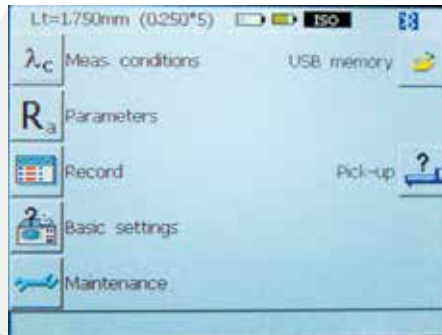 Lt=1.750mm (0.250*5) ISO
λc Meas. conditions
USB memory
Ra Parameters
Record
Pick-up
Basic settings
Maintenance